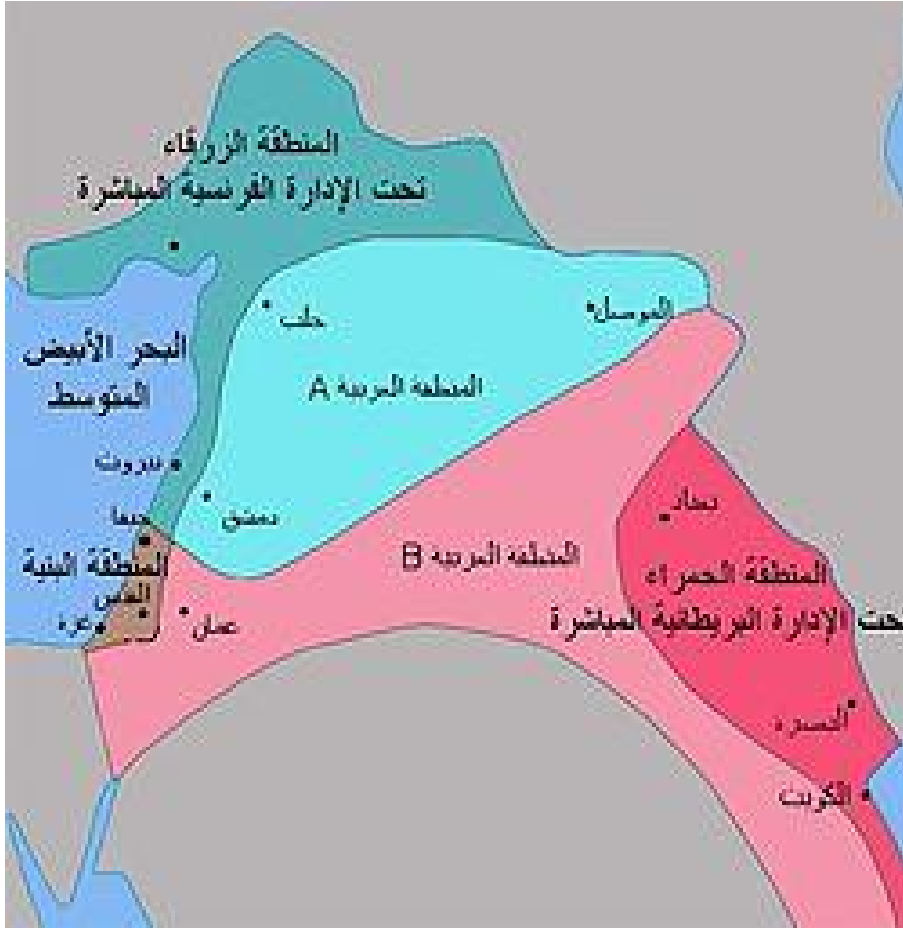 المنطقة الزرقاء
تحت الإدارة الفرنسية المباشرة
حلب
الموصل
البحر الأبيض
المتوسط
المنطقة العربية A
بيروت
دمشق
بغداد
حيفا
المنطقة العربية B
المنطقة البنية
المنطقة الحمراء
القدس
تحت الإدارة البريطانية المباشرة
غزة
عمان
البصرة
الكويت